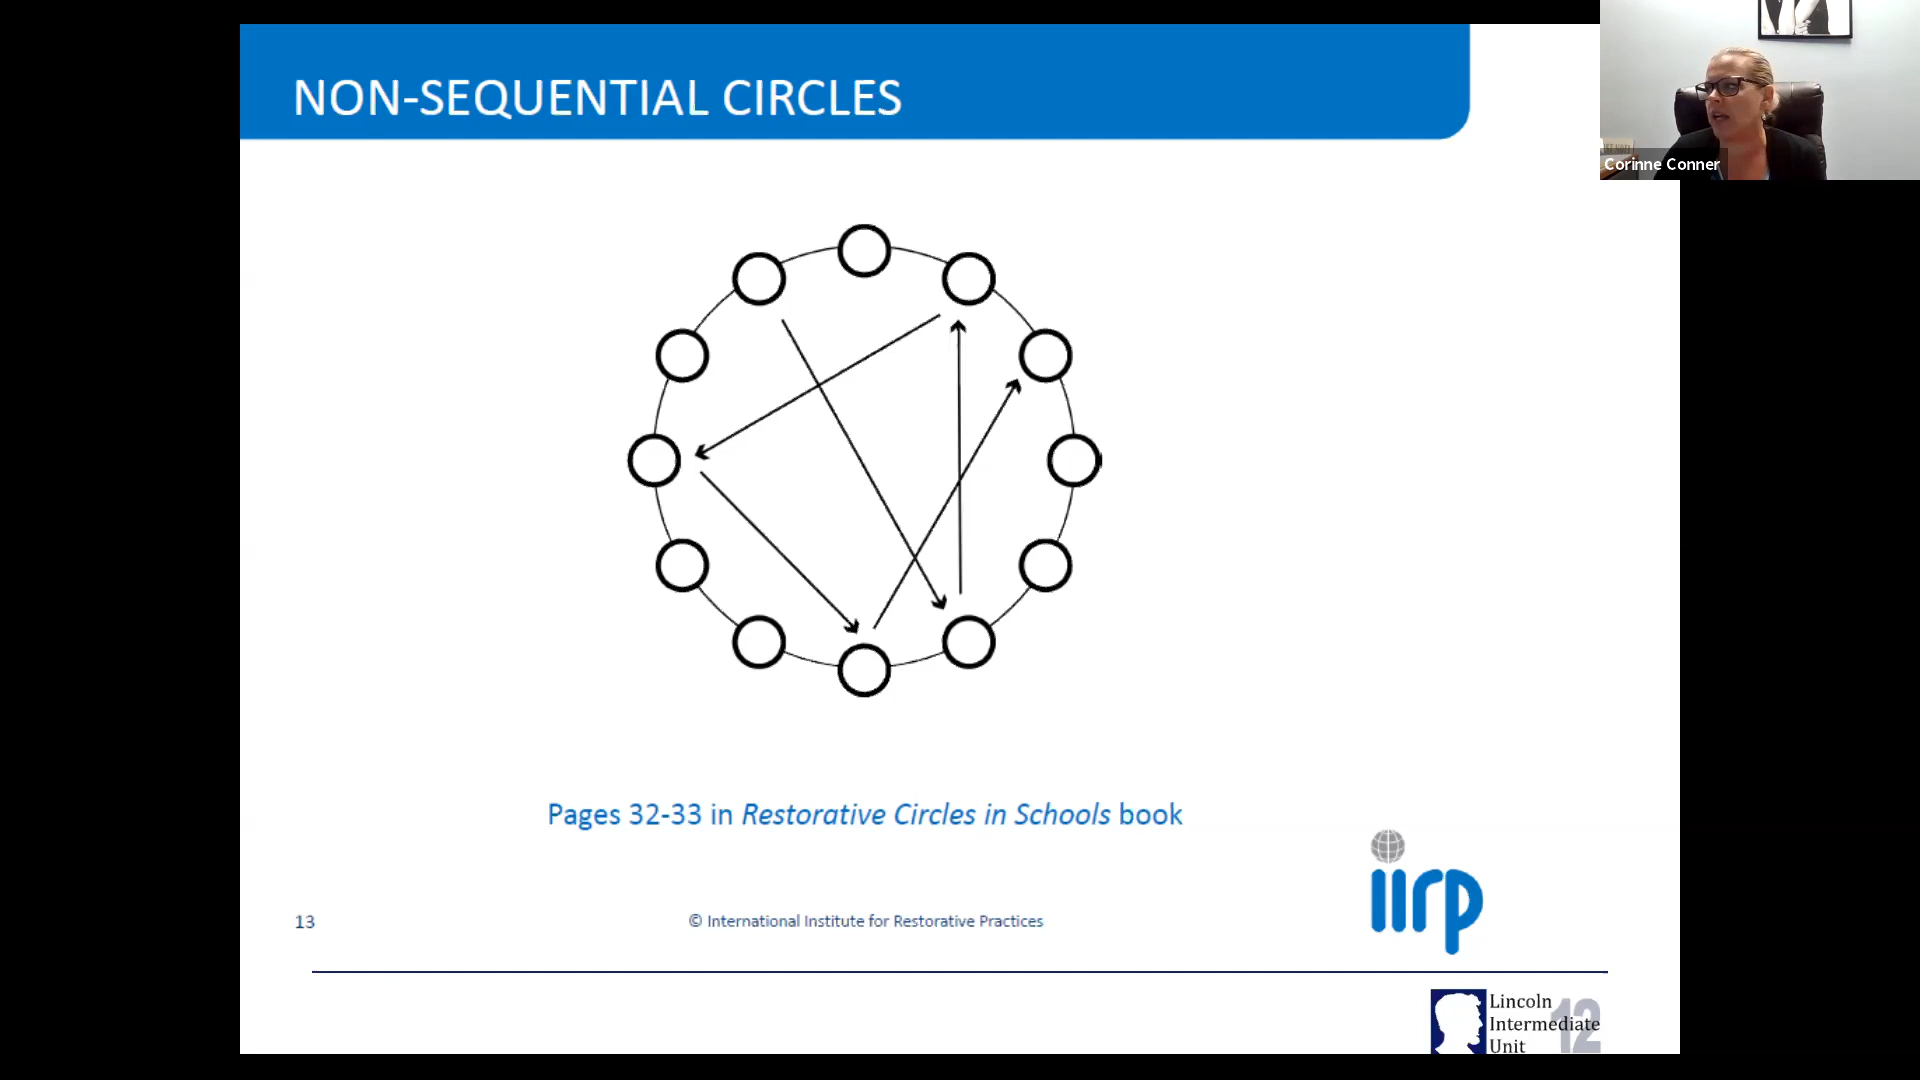 NON-SEQUENTIAL CIRCLES
Corinne Conner
Pages 32-33 in Restorative Circles in Schools book
iirp
13
© International Institute for Restorative Practices
Lincoln
Intermediate
Unit
12